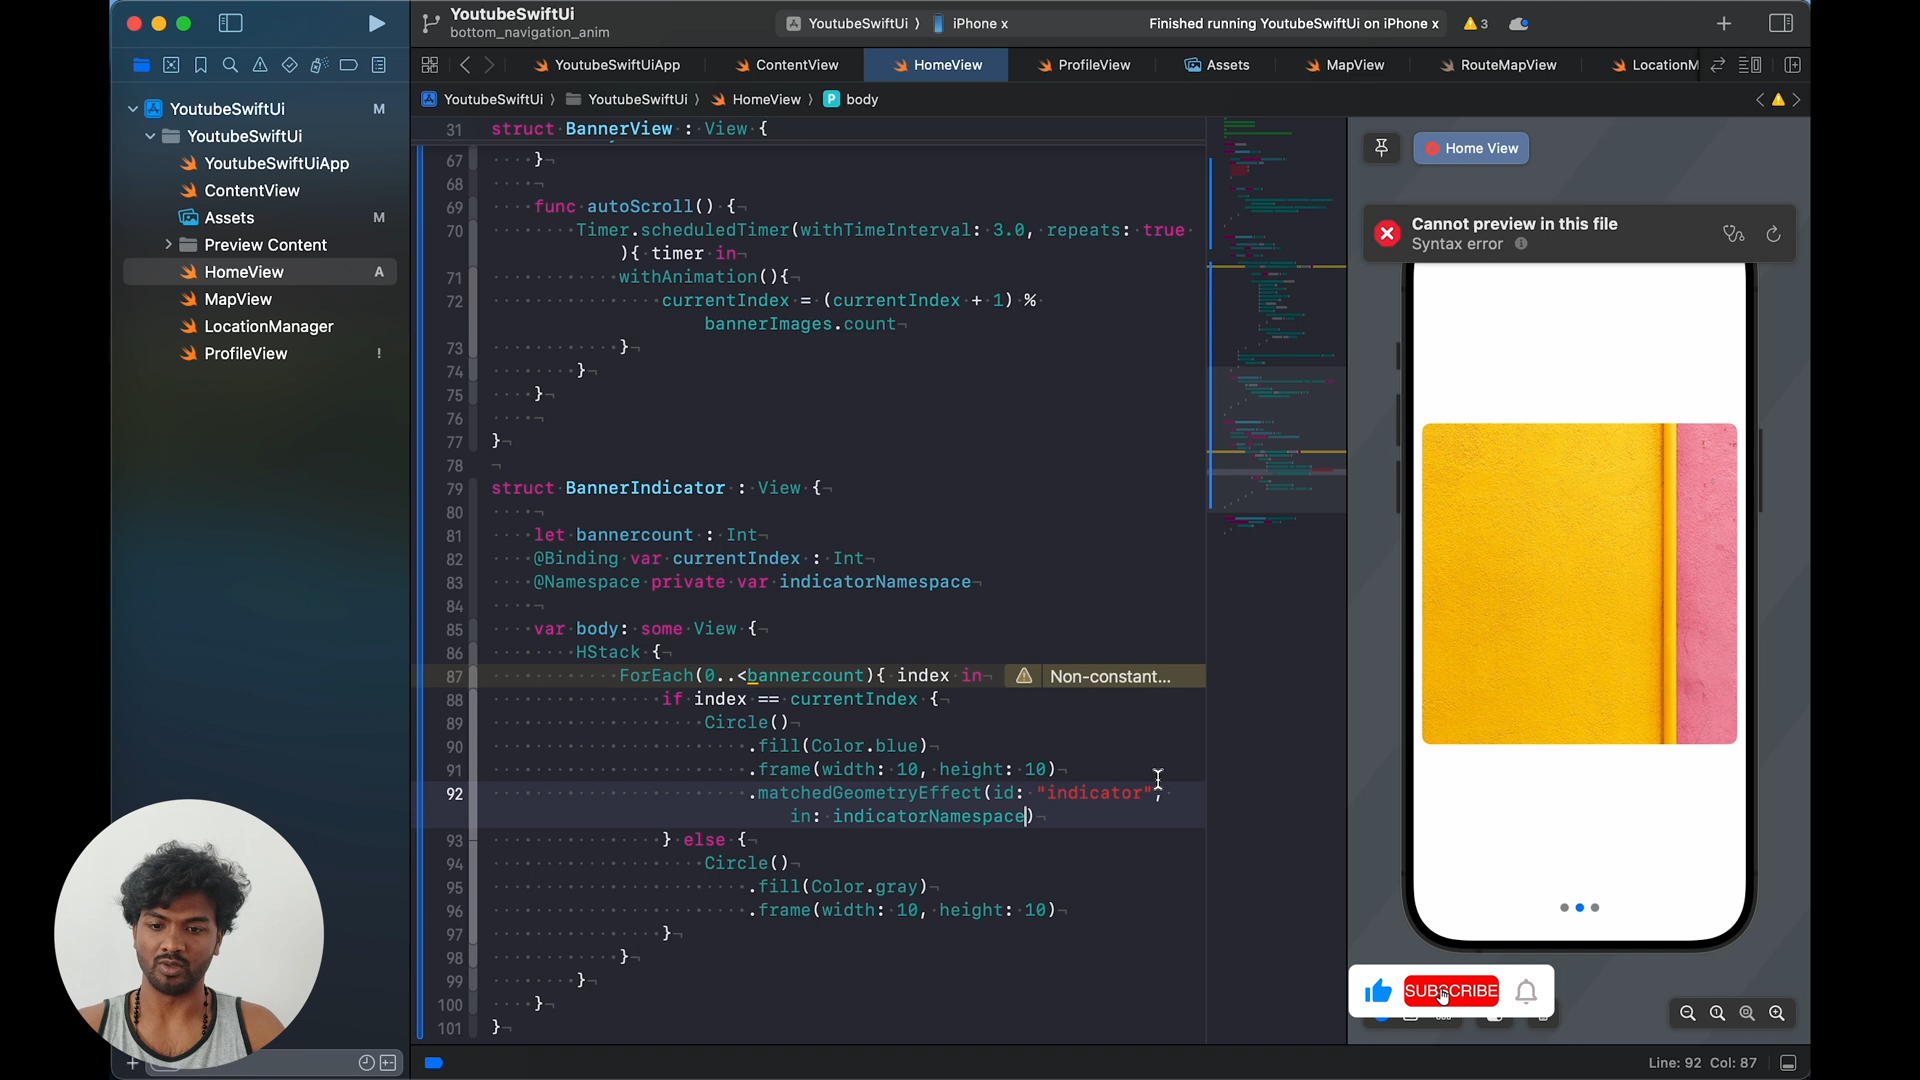 YoutubeSwiftUi
bottom_navigation_anim
YoutubeSwiftUi
iPhone x
Finished running YoutubeSwiftUi on iPhone x
3
YoutubeSwiftUiApp
ContentView
HomeView
ProfileView
Assets
MapView
RouteMapView
LocationM
YoutubeSwiftUi
YoutubeSwiftUi
HomeView
P body
YoutubeSwiftUi M
YoutubeSwiftUi
YoutubeSwiftUiApp
ContentView
Assets M
Preview Content
HomeView A
MapView
LocationManager
ProfileView !
31 struct BannerView : View {
67 }
68
69 func autoScroll() {
70 Timer.scheduledTimer(withTimeInterval: 3.0, repeats: true
){ timer in
71 withAnimation(){
72 currentIndex = (currentIndex + 1) %
bannerImages.count
73 }
74 }
75 }
76
77 }
78
79 struct BannerIndicator : View {
80
81 let bannercount : Int
82 @Binding var currentIndex : Int
83 @Namespace private var indicatorNamespace
84
85 var body: some View {
86 HStack {
87 ForEach(0..<bannercount){ index in Non-constant...
88 if index == currentIndex {
89 Circle()
90 .fill(Color.blue)
91 .frame(width: 10, height: 10)
92 .matchedGeometryEffect(id: "indicator",
in: indicatorNamespace)
93 } else {
94 Circle()
95 .fill(Color.gray)
96 .frame(width: 10, height: 10)
97 }
98 }
99 }
100 }
101 }
Home View
Cannot preview in this file
Syntax error
SUBSCRIBE
Line: 92 Col: 87